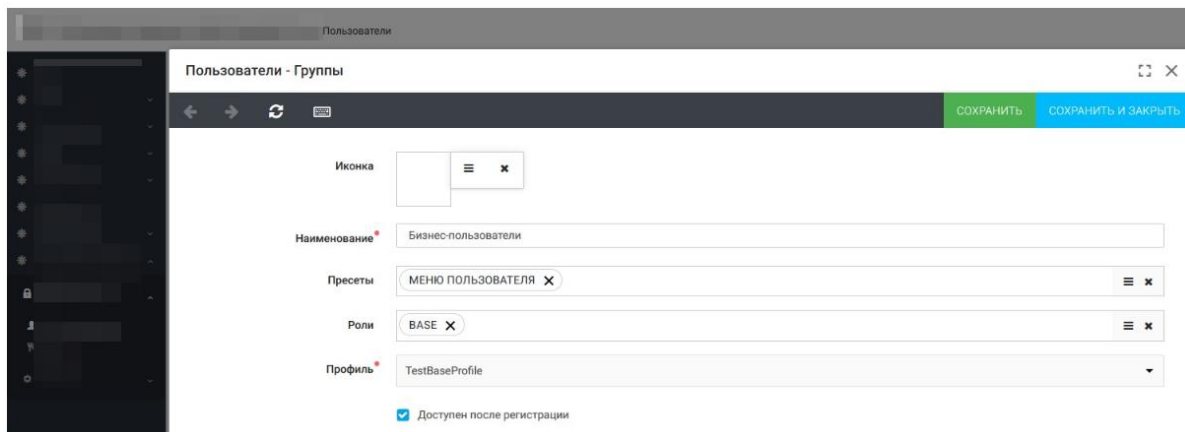 Пользователи
Пользователи - Группы
СОХРАНИТЬ СОХРАНИТЬ И ЗАКРЫТЬ
Иконка
Наименование* Бизнес-пользователи
Пресеты МЕНЮ ПОЛЬЗОВАТЕЛЯ
Роли BASE
Профиль* TestBaseProfile
Доступен после регистрации